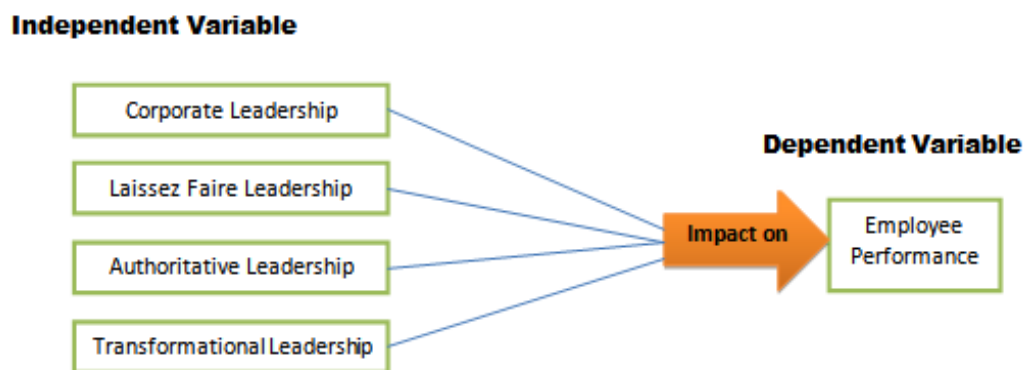 Independent Variable
Corporate Leadership
Laissez Faire Leadership
Authoritative Leadership
Transformational Leadership
Impact on
Dependent Variable
Employee
Performance